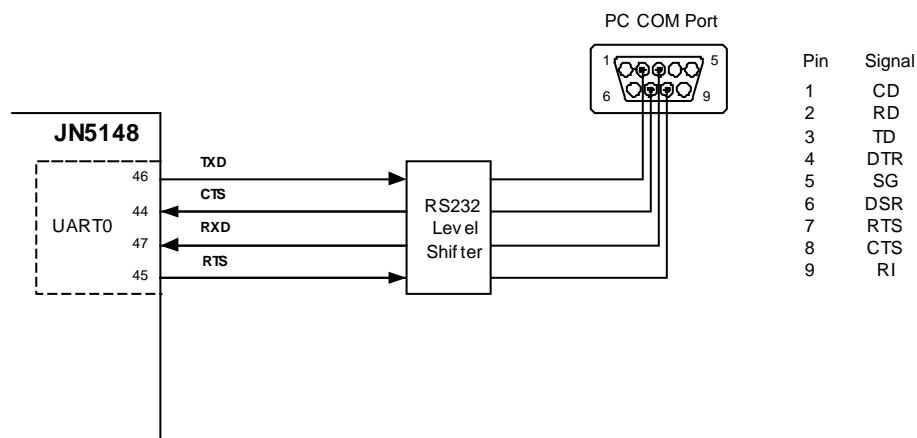 PC COM Port
1 5
6 9
Pin Signal
1 CD
2 RD
3 TD
4 DTR
5 SG
6 DSR
7 RTS
8 CTS
9 RI
JN5148
UART0
46 TXD
44 CTS
47 RXD
45 RTS
RS232
Level
Shifter